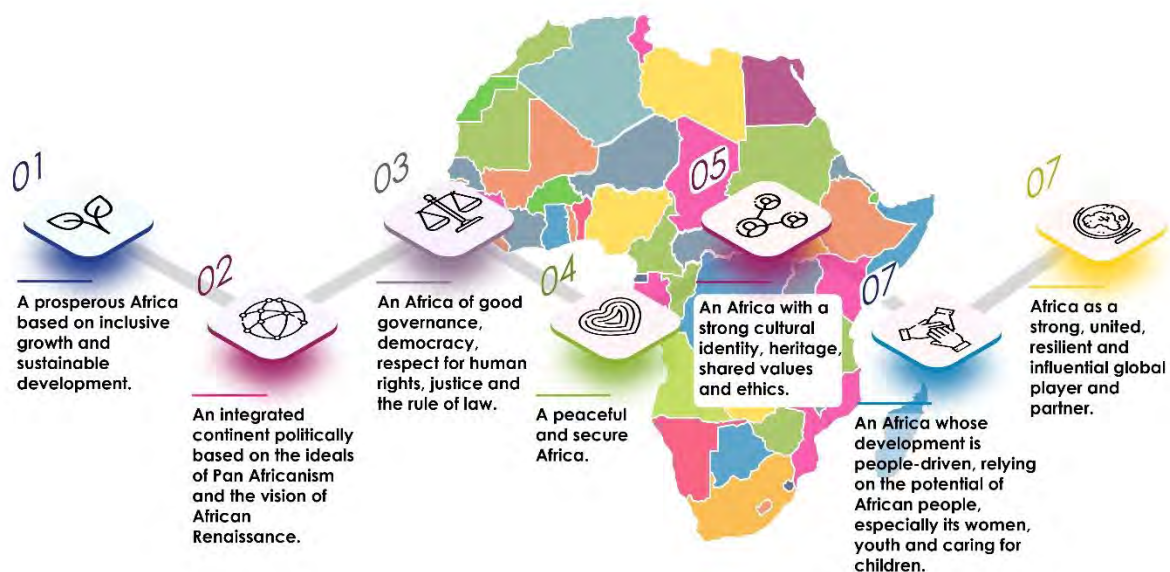 01
A prosperous Africa
based on inclusive
growth and
sustainable
development.
02
An integrated
continent politically
based on the ideals
of Pan Africanism
and the vision of
African
Renaissance.
03
An Africa of good
governance,
democracy,
respect for human
rights, justice and
the rule of law.
04
A peaceful
and secure
Africa.
05
An Africa with a
strong cultural
identity, heritage,
shared values
and ethics.
07
An Africa whose
development is
people-driven, relying
on the potential of
African people,
especially its women,
youth and caring for
children.
07
Africa as a
strong, united,
resilient and
influential global
player and
partner.